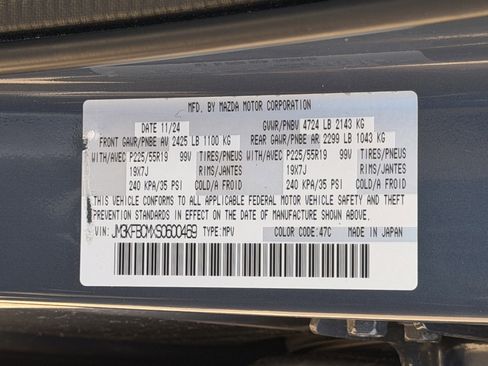 MFD. BY MAZDA MOTOR CORPORATION
DATE 11/24 GVWR/PNBV 4724 LB 2143 KG
FRONT GAWR/PNBE AV 2425 LB 1100 KG REAR GAWR/PNBE AR 2299 LB 1043 KG
WITH/AVEC P225/55R19 99V TIRES/PNEUS WITH/AVEC P225/55R19 99V TIRES/PNEUS
19X7J RIMS/JANTES 19X7J
240 KPA/35 PSI COLD/A FROID 240 KPA/35 PSI COLD/A FROID
THIS VEHICLE CONFORMS TO ALL APPLICABLE FEDERAL MOTOR VEHICLE SAFETY AND THEFT
PREVENTION STANDARDS IN EFFECT ON THE DATE OF MANUFACTURE SHOWN ABOVE.
VIN: JM3KFBCMXS0600469 TYPE:MPV COLOR CODE:47C MADE IN JAPAN